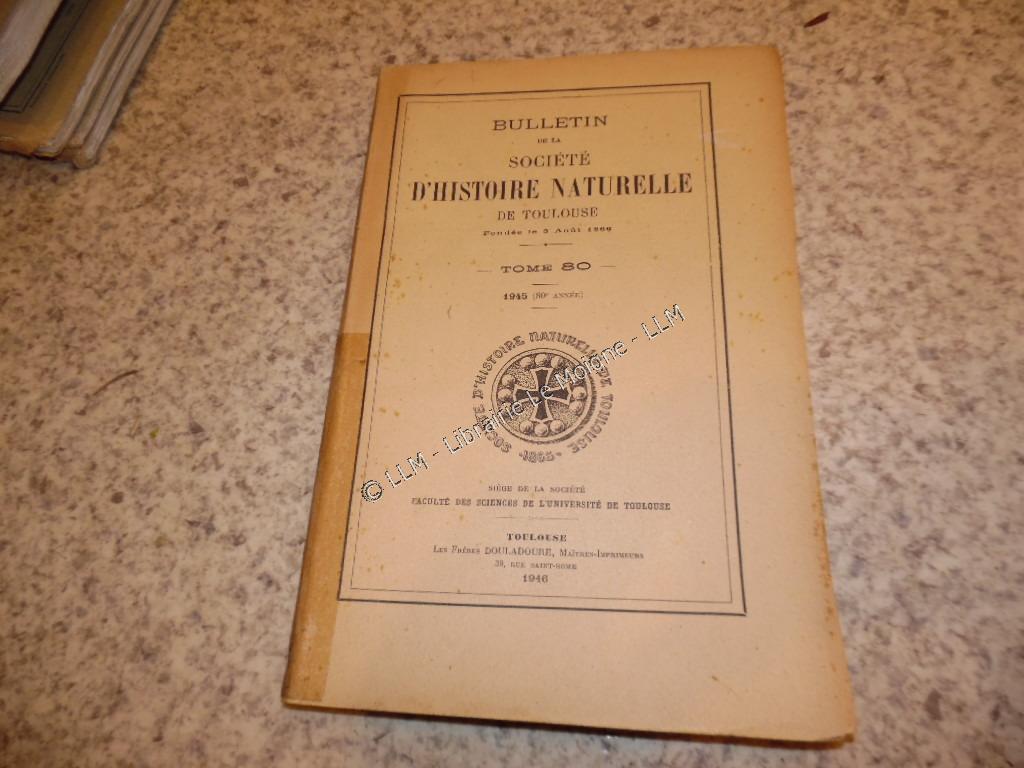 BULLETIN
DE LA
SOCIÉTÉ
D'HISTOIRE NATURELLE
DE TOULOUSE
Fondée le 3 Août 1866
TOME 80
1945 (80e ANNÉE)
SOCIÉTÉ D'HISTOIRE NATURELLE DE TOULOUSE
·1865·
SIÈGE DE LA SOCIÉTÉ
FACULTÉ DES SCIENCES DE L'UNIVERSITÉ DE TOULOUSE
TOULOUSE
LES FRÈRES DOULADOURE, MAÎTRES-IMPRIMEURS
39, RUE SAINT-ROME
1946
© LLM - Librairie Le Moigne - LLM